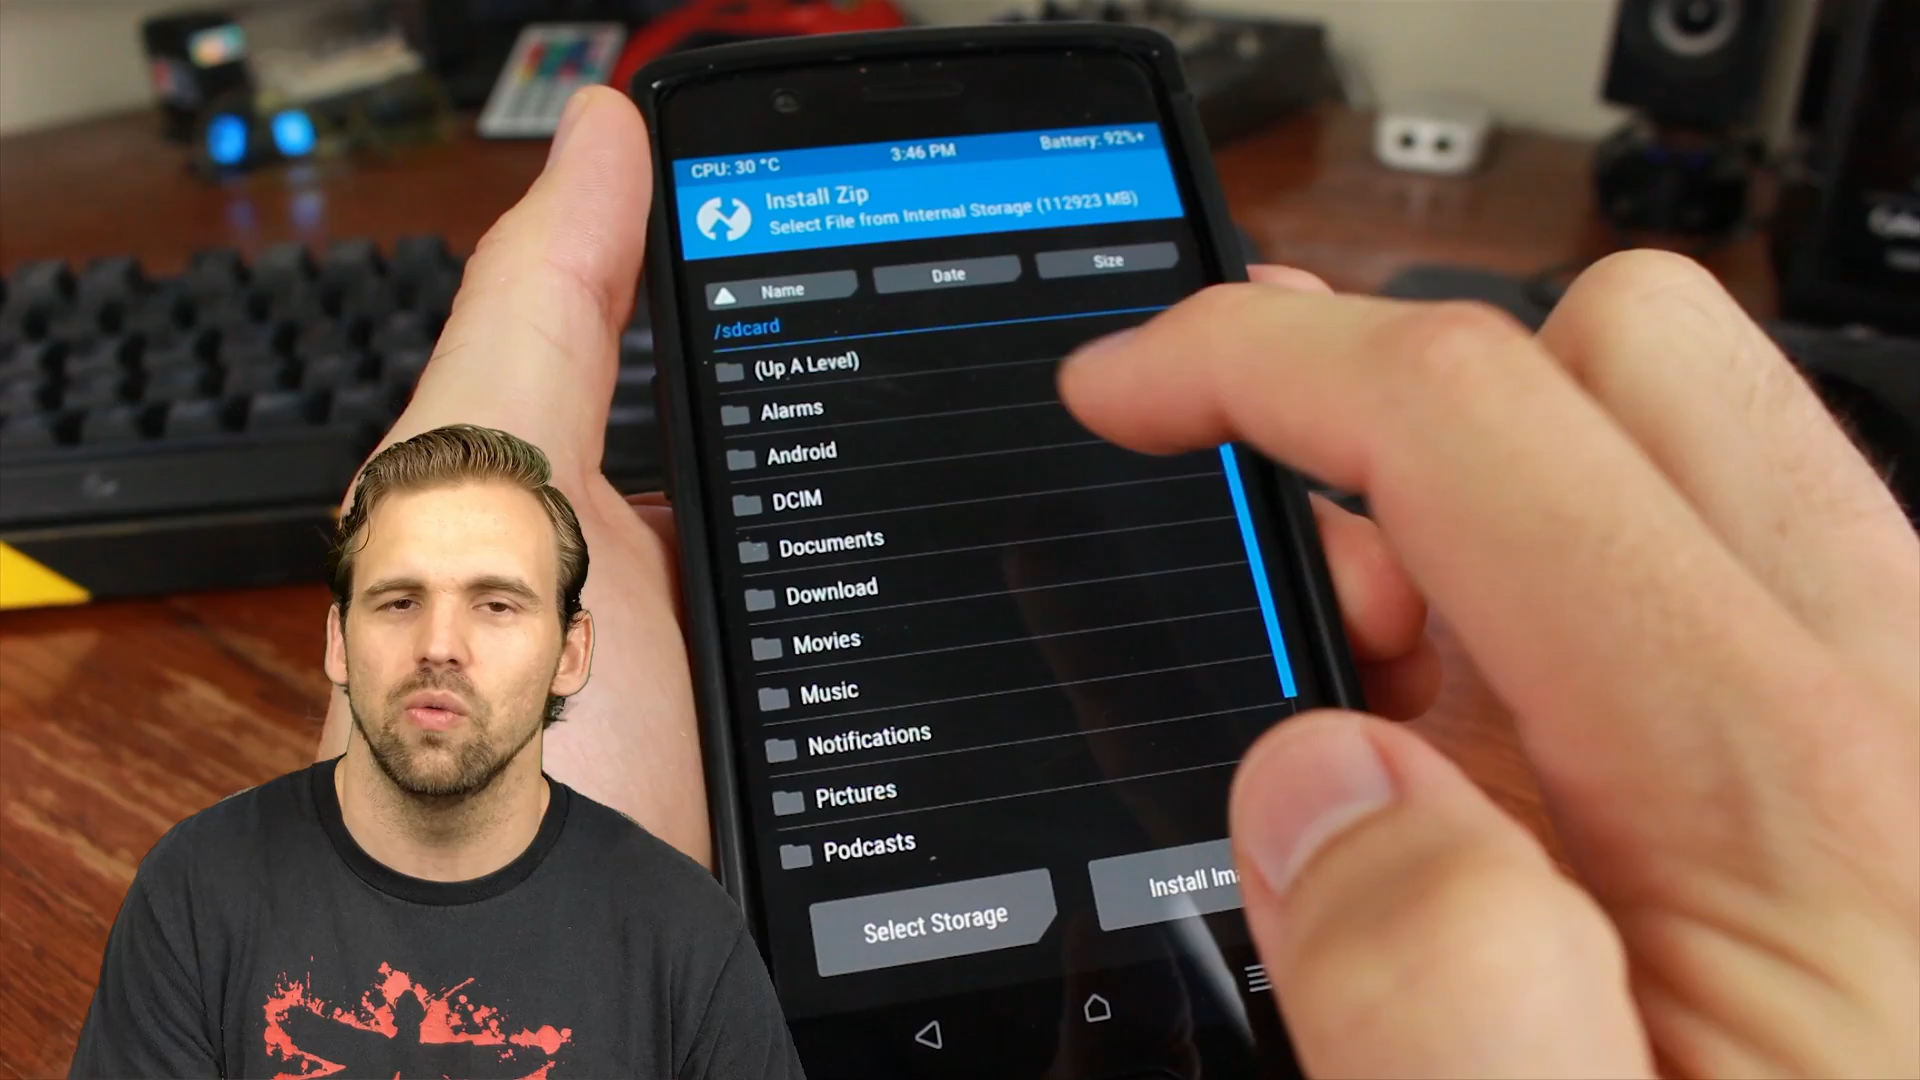 CPU: 30 °C 3:46 PM Battery: 92%+
Install Zip
Select File from Internal Storage (112923 MB)
Name Date Size
/sdcard
(Up A Level)
Alarms
Android
DCIM
Documents
Download
Movies
Music
Notifications
Pictures
Podcasts
Select Storage Install